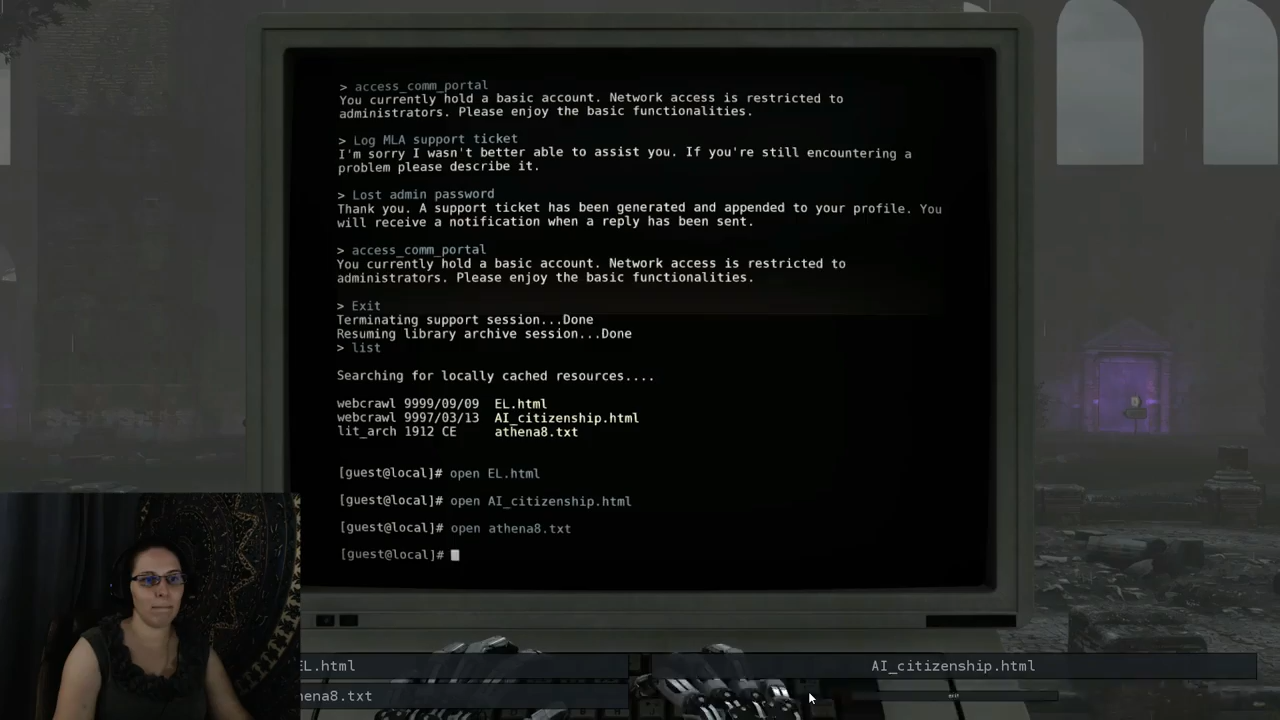 > access_comm_portal
You currently hold a basic account. Network access is restricted to
administrators. Please enjoy the basic functionalities.
> Log MLA support ticket
I'm sorry I wasn't better able to assist you. If you're still encountering a
problem please describe it.
> Lost admin password
Thank you. A support ticket has been generated and appended to your profile. You
will receive a notification when a reply has been sent.
> access_comm_portal
You currently hold a basic account. Network access is restricted to
administrators. Please enjoy the basic functionalities.
> Exit
Terminating support session...Done
Resuming library archive session...Done
> list
Searching for locally cached resources....
webcrawl 9999/09/09 EL.html
webcrawl 9997/03/13 AI_citizenship.html
lit_arch 1912 CE athena8.txt
[guest@local]# open EL.html
[guest@local]# open AI_citizenship.html
[guest@local]# open athena8.txt
[guest@local]#
EL.html AI_citizenship.html
hena8.txt exit